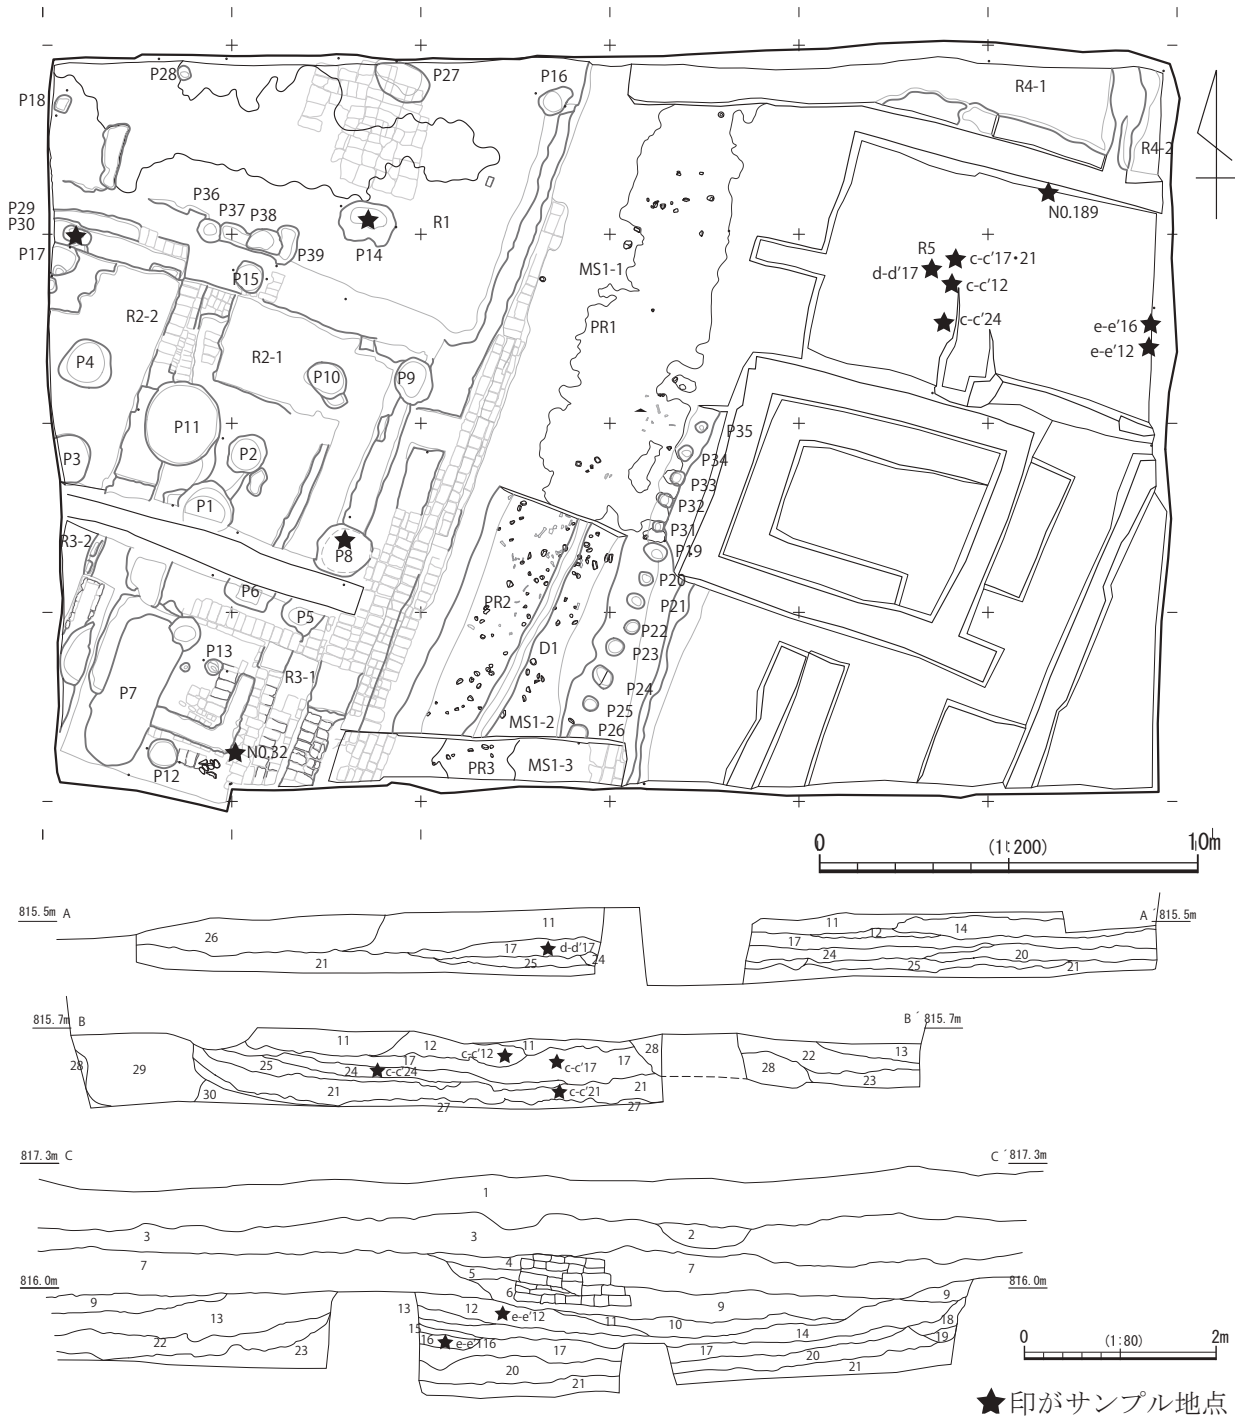 P28
P27
P16
P18
R4-1
R4-2
P29
P30
P17
P36
P37
P38
P39
P15
P14
R1
N0.189
R5
c-c'17・21
d-d'17
c-c'12
c-c'24
e-e'16
e-e'12
MS1-1
PR1
R2-2
R2-1
P4
P10
P9
P11
P2
P3
P1
P8
P35
P34
P33
P32
P31
P19
P20
P21
P22
P23
P24
P25
P26
R3-2
P6
P5
PR2
D1
P13
R3-1
P7
N0.32
P12
MS1-2
PR3
MS1-3
0 (1:200) 10m
815.5m A
A´ 815.5m
26 11 17 d-d'17 24 25 21
11 12 14 17 24 20 25 21
815.7m B
B´ 815.7m
28 29 30 11 12 c-c'12 11 17 c-c'17 17 28 25 24 c-c'24 21 c-c'21 21 27 27
28 22 13 23
817.3m C
C´ 817.3m
1
2
3 3
7 4 7
5
816.0m
816.0m
6
9 13 22 23
13 12 e-e'12 11 10 9 9
15 16 e-e'116 17 14 18 19
20 17 20
21 21
0 (1:80) 2m
★印がサンプル地点